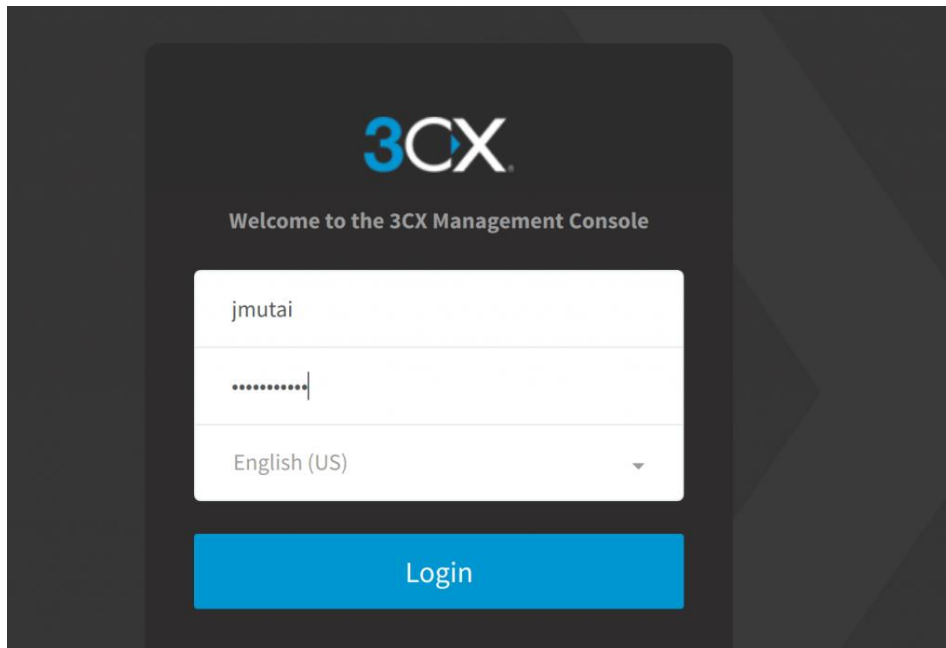 3CX
Welcome to the 3CX Management Console
jmutai
•••••••••••
English (US)
Login